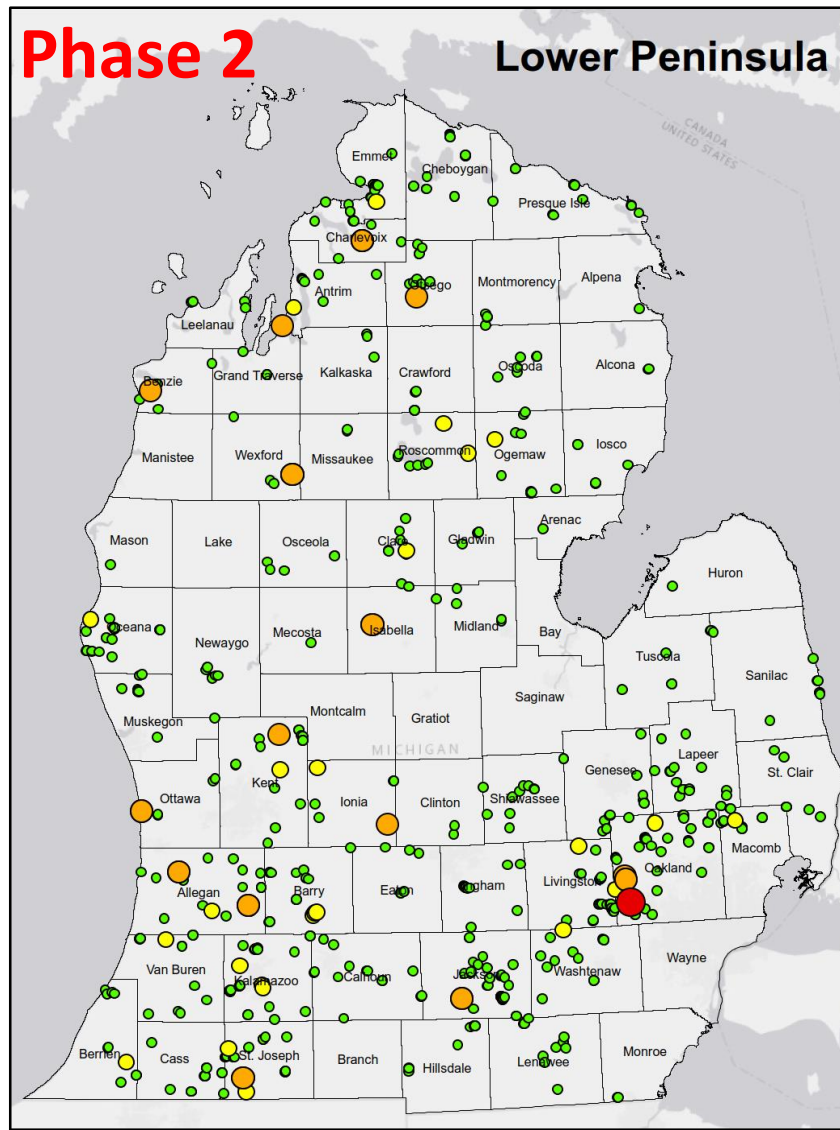 Phase 2
Lower Peninsula
CANADA
UNITED STATES
Emmet
Cheboygan
Presque Isle
Charlevoix
Antrim
Otsego
Montmorency
Alpena
Leelanau
Benzie
Grand Traverse
Kalkaska
Crawford
Oscoda
Alcona
Manistee
Wexford
Missaukee
Roscommon
Ogemaw
Iosco
Mason
Lake
Osceola
Clare
Gladwin
Arenac
Huron
Oceana
Newaygo
Mecosta
Isabella
Midland
Bay
Tuscola
Sanilac
Saginaw
Muskegon
Montcalm
Gratiot
MICHIGAN
Genesee
Lapeer
St. Clair
Ottawa
Kent
Ionia
Clinton
Shiawassee
Macomb
Oakland
Livingston
Allegan
Barry
Eaton
Ingham
Van Buren
Kalamazoo
Calhoun
Jackson
Washtenaw
Wayne
Berrien
Cass
St. Joseph
Branch
Hillsdale
Lenawee
Monroe